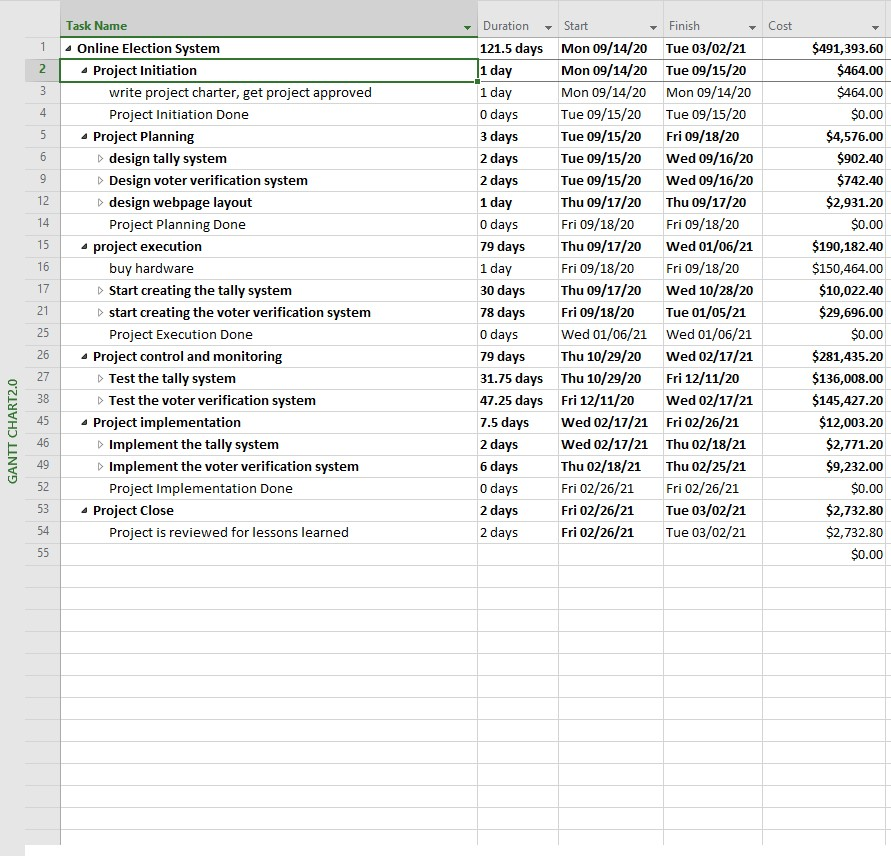 Task Name Duration Start Finish Cost
1 Online Election System 121.5 days Mon 09/14/20 Tue 03/02/21 $491,393.60
2 Project Initiation 1 day Mon 09/14/20 Tue 09/15/20 $464.00
3 write project charter, get project approved 1 day Mon 09/14/20 Mon 09/14/20 $464.00
4 Project Initiation Done 0 days Tue 09/15/20 Tue 09/15/20 $0.00
5 Project Planning 3 days Tue 09/15/20 Fri 09/18/20 $4,576.00
6 design tally system 2 days Tue 09/15/20 Wed 09/16/20 $902.40
9 Design voter verification system 2 days Tue 09/15/20 Wed 09/16/20 $742.40
12 design webpage layout 1 day Thu 09/17/20 Thu 09/17/20 $2,931.20
14 Project Planning Done 0 days Fri 09/18/20 Fri 09/18/20 $0.00
15 project execution 79 days Thu 09/17/20 Wed 01/06/21 $190,182.40
16 buy hardware 1 day Fri 09/18/20 Fri 09/18/20 $150,464.00
17 Start creating the tally system 30 days Thu 09/17/20 Wed 10/28/20 $10,022.40
21 start creating the voter verification system 78 days Fri 09/18/20 Tue 01/05/21 $29,696.00
25 Project Execution Done 0 days Wed 01/06/21 Wed 01/06/21 $0.00
26 Project control and monitoring 79 days Thu 10/29/20 Wed 02/17/21 $281,435.20
27 Test the tally system 31.75 days Thu 10/29/20 Fri 12/11/20 $136,008.00
38 Test the voter verification system 47.25 days Fri 12/11/20 Wed 02/17/21 $145,427.20
45 Project implementation 7.5 days Wed 02/17/21 Fri 02/26/21 $12,003.20
46 Implement the tally system 2 days Wed 02/17/21 Thu 02/18/21 $2,771.20
49 Implement the voter verification system 6 days Thu 02/18/21 Thu 02/25/21 $9,232.00
52 Project Implementation Done 0 days Fri 02/26/21 Fri 02/26/21 $0.00
53 Project Close 2 days Fri 02/26/21 Tue 03/02/21 $2,732.80
54 Project is reviewed for lessons learned 2 days Fri 02/26/21 Tue 03/02/21 $2,732.80
55 $0.00
GANTT CHART2.0